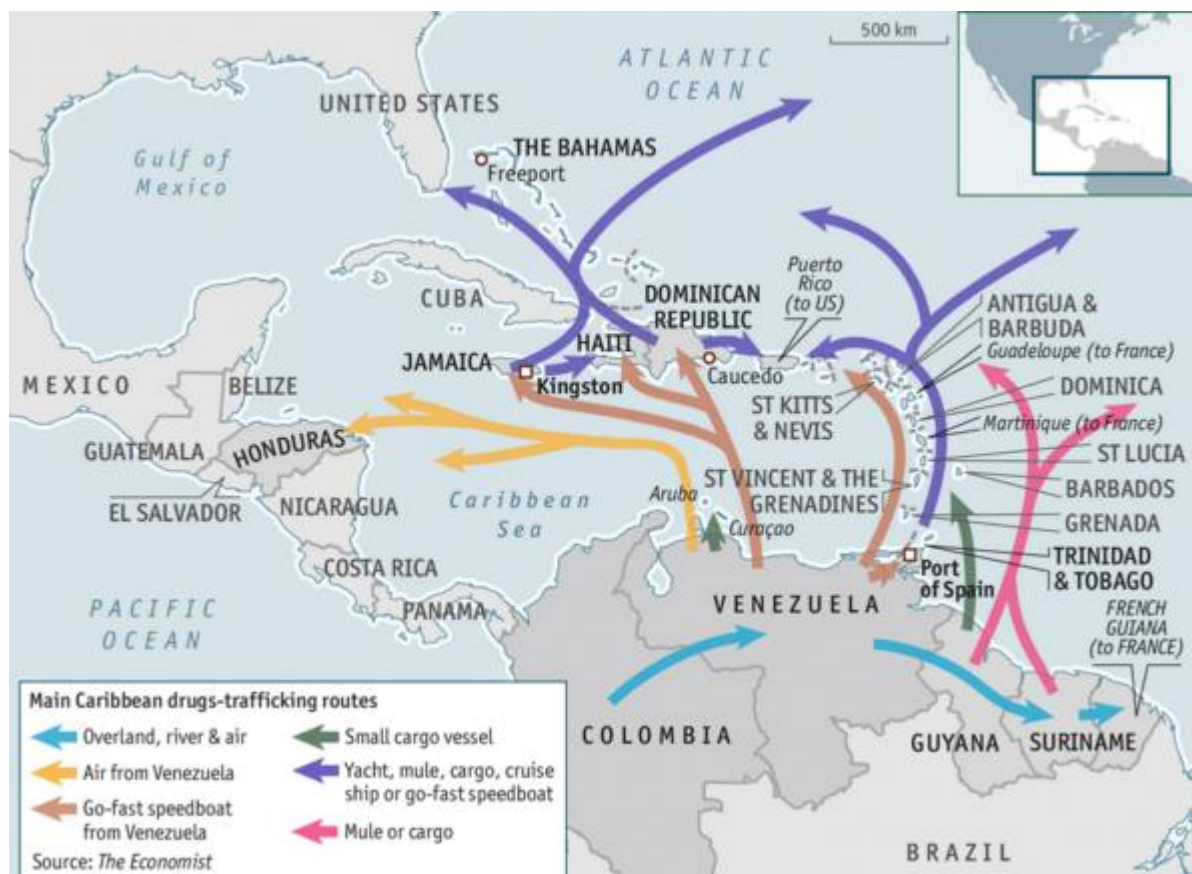 500 km
ATLANTIC
OCEAN
UNITED STATES
Gulf of
Mexico
THE BAHAMAS
Freeport
CUBA
Puerto
Rico
(to US)
DOMINICAN
REPUBLIC
HAITI
JAMAICA
Kingston
Caucedo
ANTIGUA &
BARBUDA
Guadeloupe (to France)
DOMINICA
ST KITTS
& NEVIS
Martinique (to France)
ST LUCIA
MEXICO
BELIZE
GUATEMALA
HONDURAS
EL SALVADOR
NICARAGUA
Caribbean
Sea
Aruba
Curaçao
ST VINCENT & THE
GRENADINES
BARBADOS
GRENADA
COSTA RICA
PANAMA
PACIFIC
OCEAN
VENEZUELA
Port
of Spain
TRINIDAD
& TOBAGO
FRENCH
GUIANA
(to FRANCE)
COLOMBIA
GUYANA
SURINAME
BRAZIL
Main Caribbean drugs-trafficking routes
Overland, river & air
Air from Venezuela
Go-fast speedboat
from Venezuela
Small cargo vessel
Yacht, mule, cargo, cruise
ship or go-fast speedboat
Mule or cargo
Source: The Economist